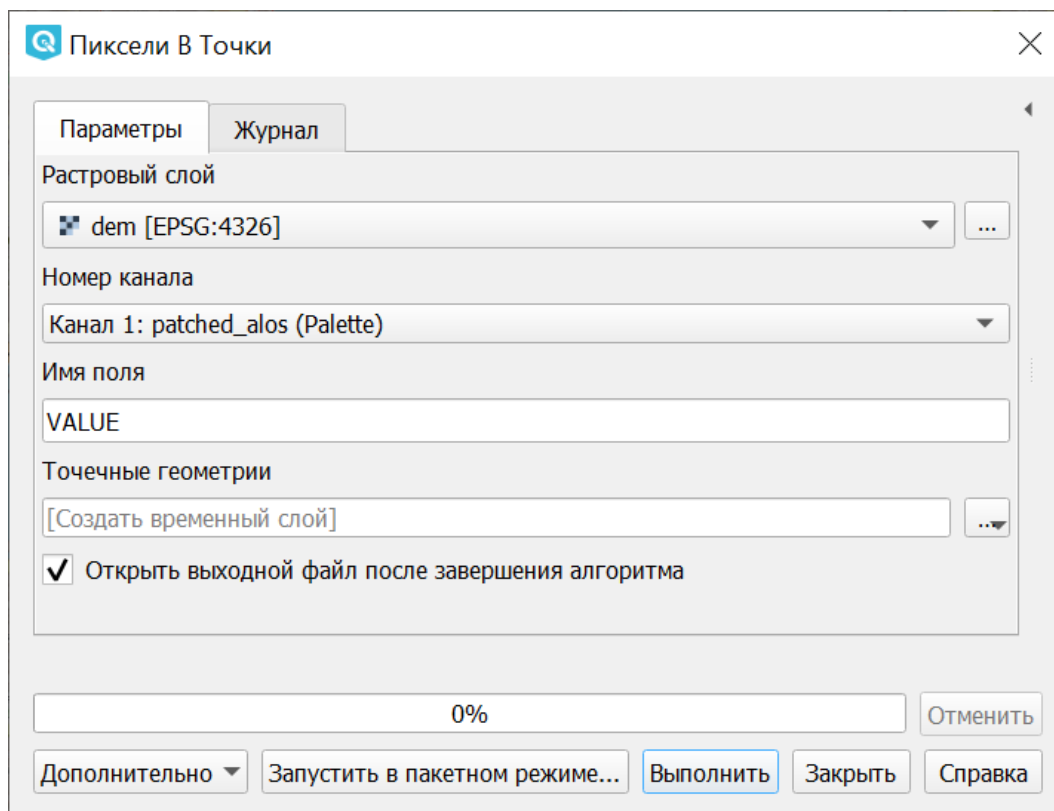 Пиксели В Точки
Параметры
Журнал
Растровый слой
dem [EPSG:4326]
...
Номер канала
Канал 1: patched_alos (Palette)
Имя поля
VALUE
Точечные геометрии
[Создать временный слой]
...
Открыть выходной файл после завершения алгоритма
0%
Отменить
Дополнительно
Запустить в пакетном режиме...
Выполнить
Закрыть
Справка